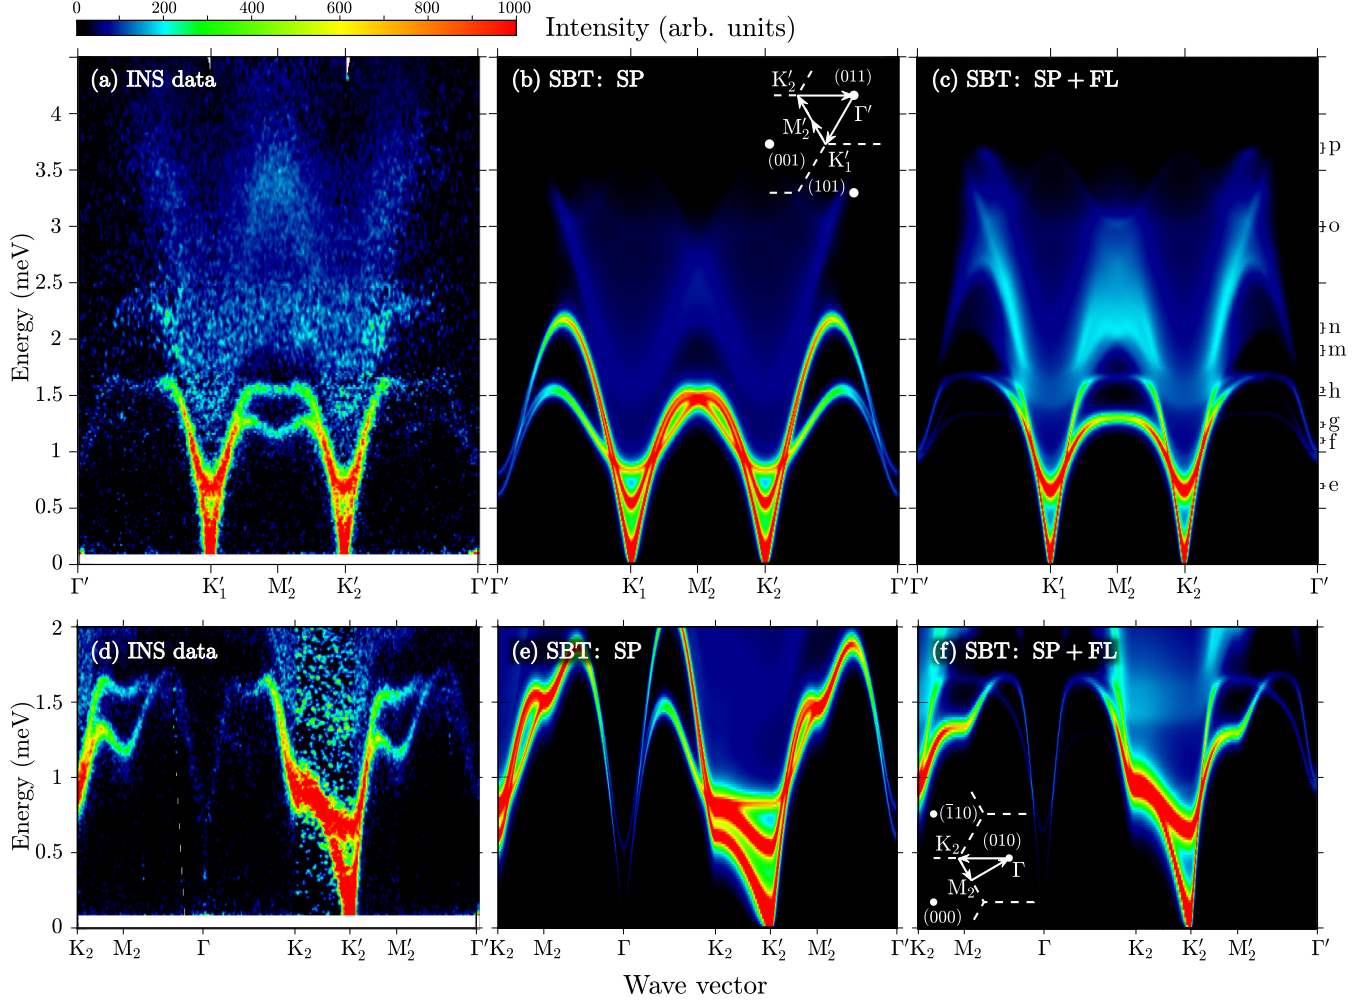 0 200 400 600 800 1000 Intensity (arb. units)
(a) INS data
(b) SBT: SP
(c) SBT: SP + FL
K′₂ (011)
Γ′
M′₂
(001) K′₁
(101)
4
3.5
3
2.5
2
1.5
1
0.5
0
Energy (meV)
p
o
n
m
h
g
f
e
Γ′ K′₁ M′₂ K′₂ Γ′
Γ′ K′₁ M′₂ K′₂
Γ′ K′₁ M′₂ K′₂ Γ′
(d) INS data
(e) SBT: SP
(f) SBT: SP + FL
2
1.5
1
0.5
0
Energy (meV)
(1̄10)
K₂ (010)
Γ
M₂
(000)
K₂ M₂ Γ K₂ K′₂ M′₂ Γ′
K₂ M₂ Γ K₂ K′₂ M′₂
K₂ M₂ Γ K₂ K′₂ M′₂ Γ′
Wave vector